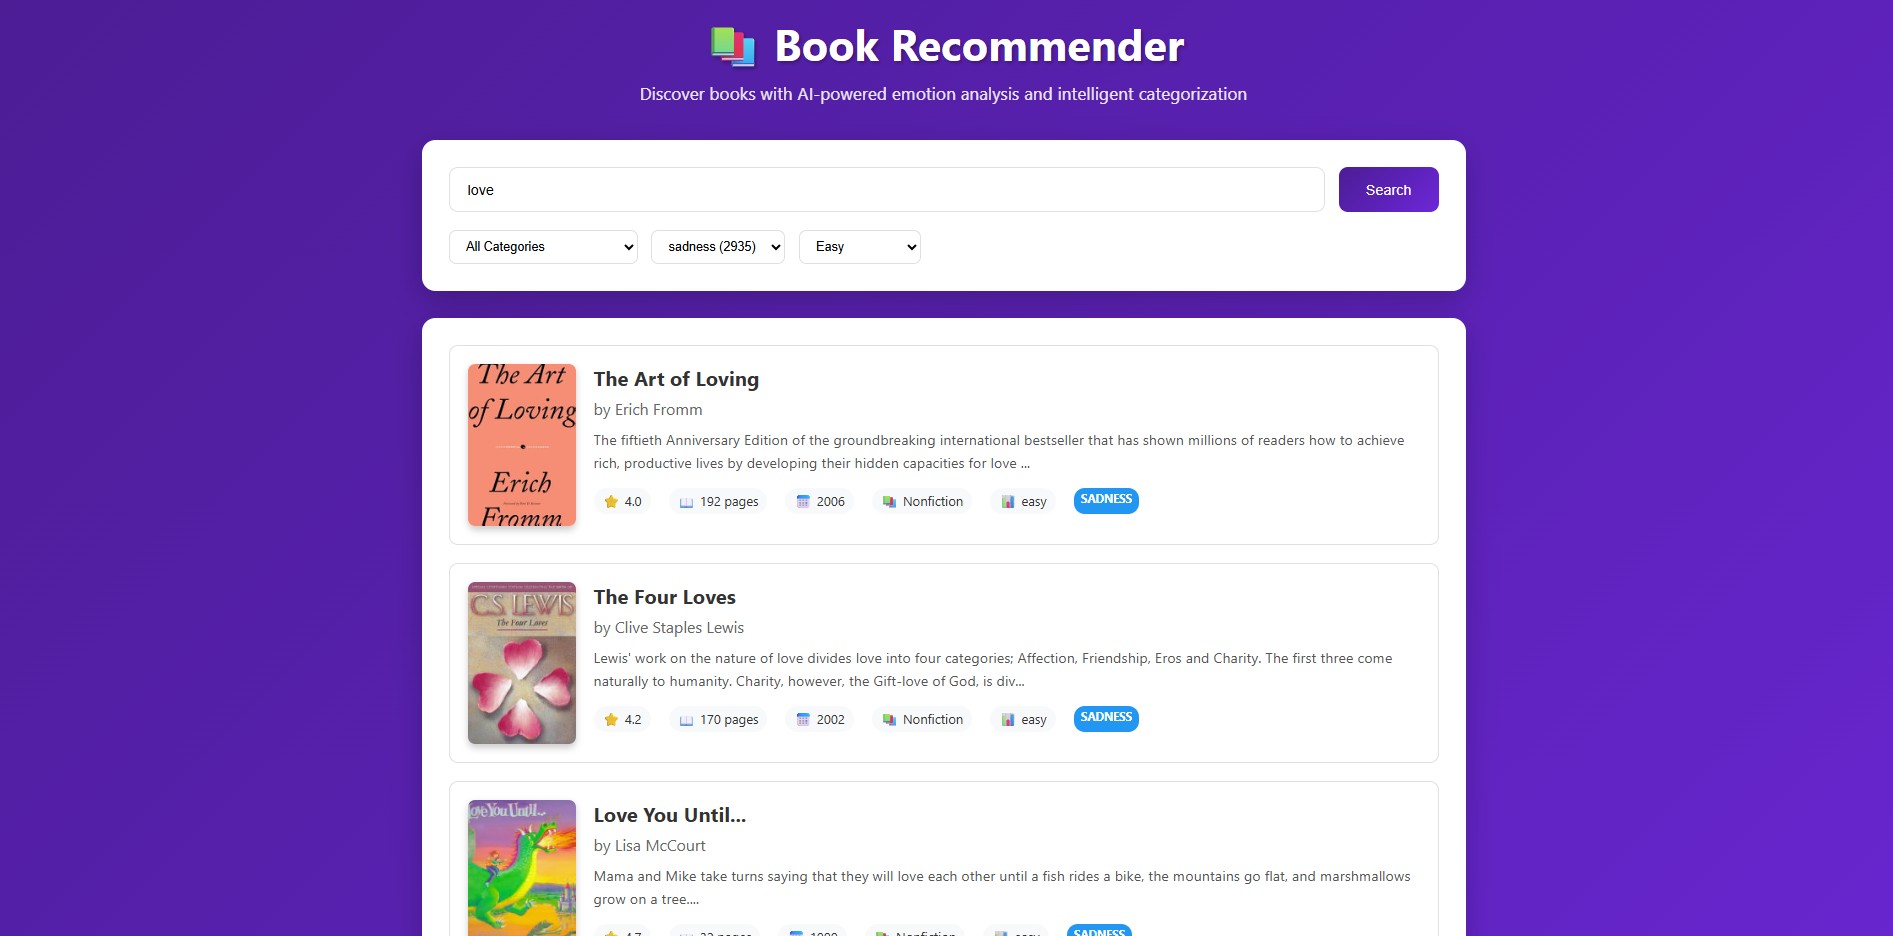 Book Recommender
Discover books with AI-powered emotion analysis and intelligent categorization
love
Search
All Categories
sadness (2935)
Easy
The Art
of Loving
Erich
Fromm
The Art of Loving
by Erich Fromm
The fiftieth Anniversary Edition of the groundbreaking international bestseller that has shown millions of readers how to achieve
rich, productive lives by developing their hidden capacities for love ...
4.0
192 pages
2006
Nonfiction
easy
SADNESS
C.S. LEWIS
The Four Loves
The Four Loves
by Clive Staples Lewis
Lewis' work on the nature of love divides love into four categories; Affection, Friendship, Eros and Charity. The first three come
naturally to humanity. Charity, however, the Gift-love of God, is div...
4.2
170 pages
2002
Nonfiction
easy
SADNESS
Love You Until...
Love You Until...
by Lisa McCourt
Mama and Mike take turns saying that they will love each other until a fish rides a bike, the mountains go flat, and marshmallows
grow on a tree....
Nonfiction
easy
SADNESS